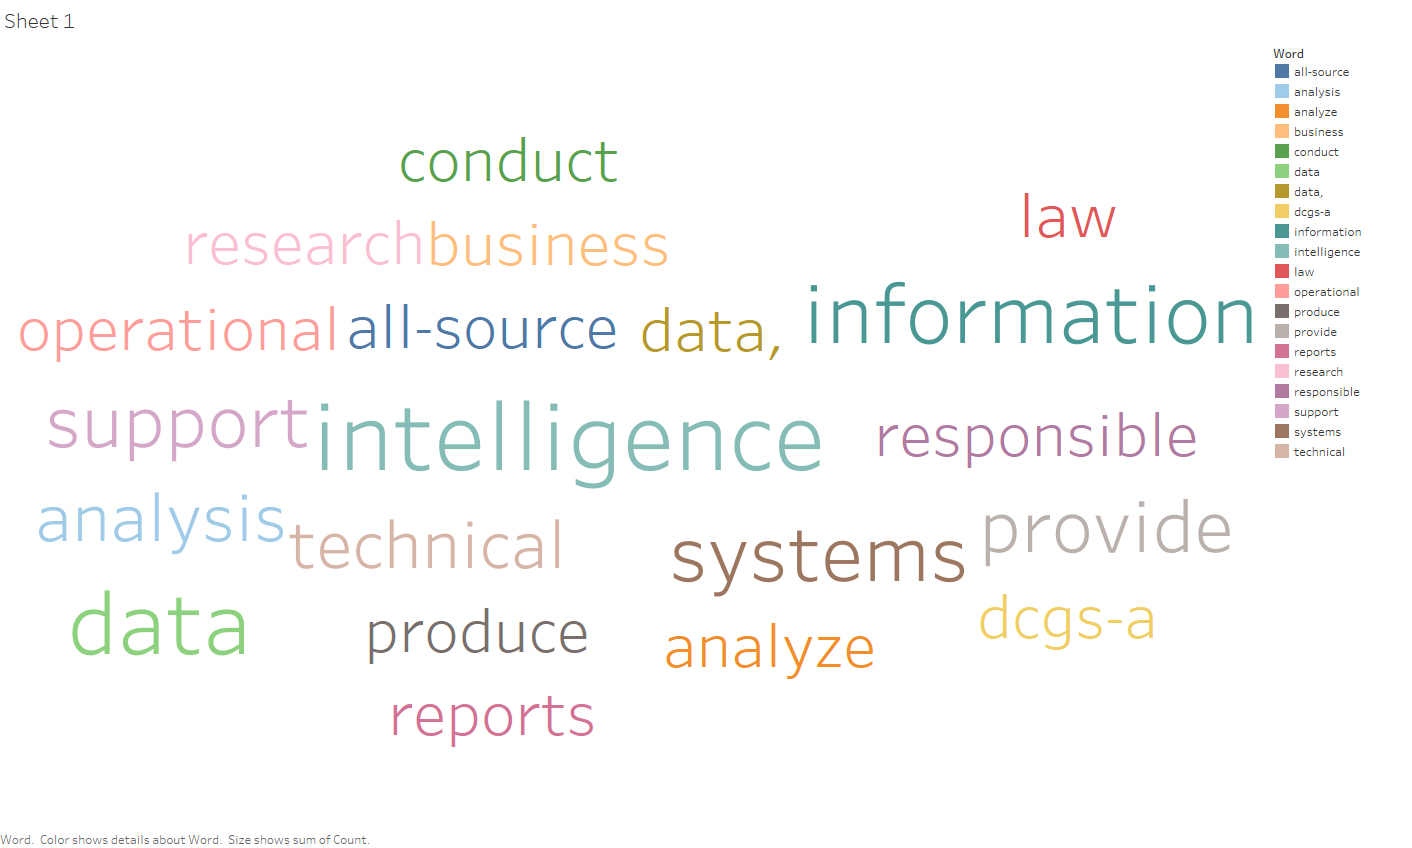 Sheet 1
conduct
law
research
business
information
operational
all-source
data,
support
intelligence
responsible
analysis
technical
systems
provide
data
produce
analyze
dcgs-a
reports
Word
all-source
analysis
analyze
business
conduct
data
data,
dcgs-a
information
intelligence
law
operational
produce
provide
reports
research
responsible
support
systems
technical
Word.  Color shows details about Word.  Size shows sum of Count.